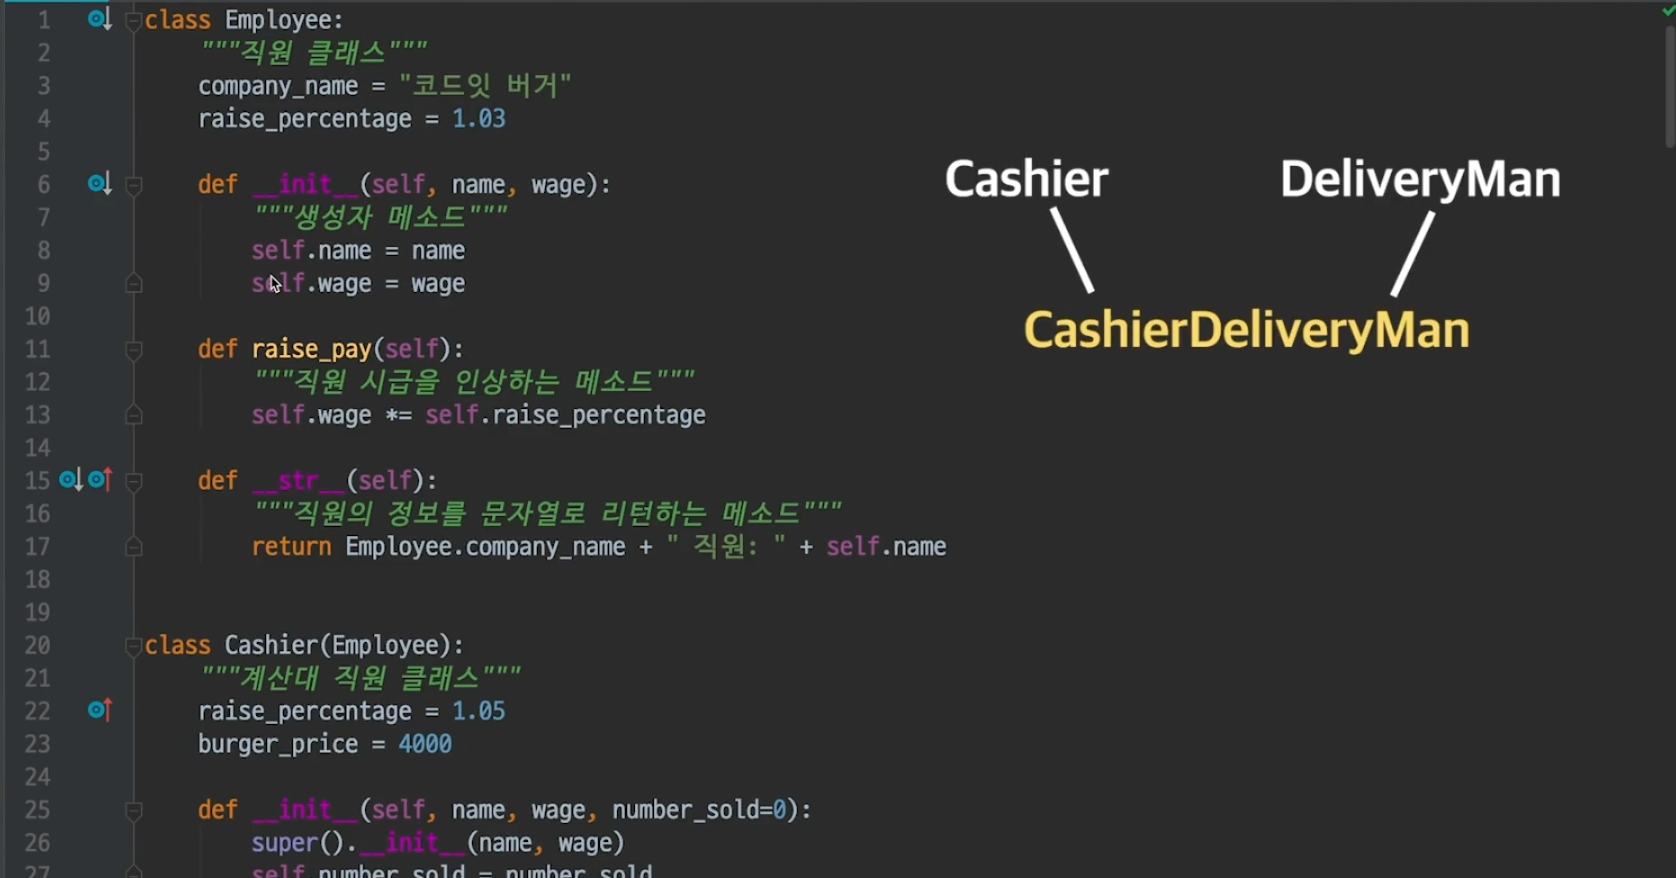 1 class Employee:
2 """직원 클래스"""
3 company_name = "코드잇 버거"
4 raise_percentage = 1.03
5
6 def __init__(self, name, wage):
7 """생성자 메소드"""
8 self.name = name
9 self.wage = wage
10
11 def raise_pay(self):
12 """직원 시급을 인상하는 메소드"""
13 self.wage *= self.raise_percentage
14
15 def __str__(self):
16 """직원의 정보를 문자열로 리턴하는 메소드"""
17 return Employee.company_name + " 직원: " + self.name
18
19
20 class Cashier(Employee):
21 """계산대 직원 클래스"""
22 raise_percentage = 1.05
23 burger_price = 4000
24
25 def __init__(self, name, wage, number_sold=0):
26 super().__init__(name, wage)
27 self.number_sold = number_sold
Cashier DeliveryMan
CashierDeliveryMan